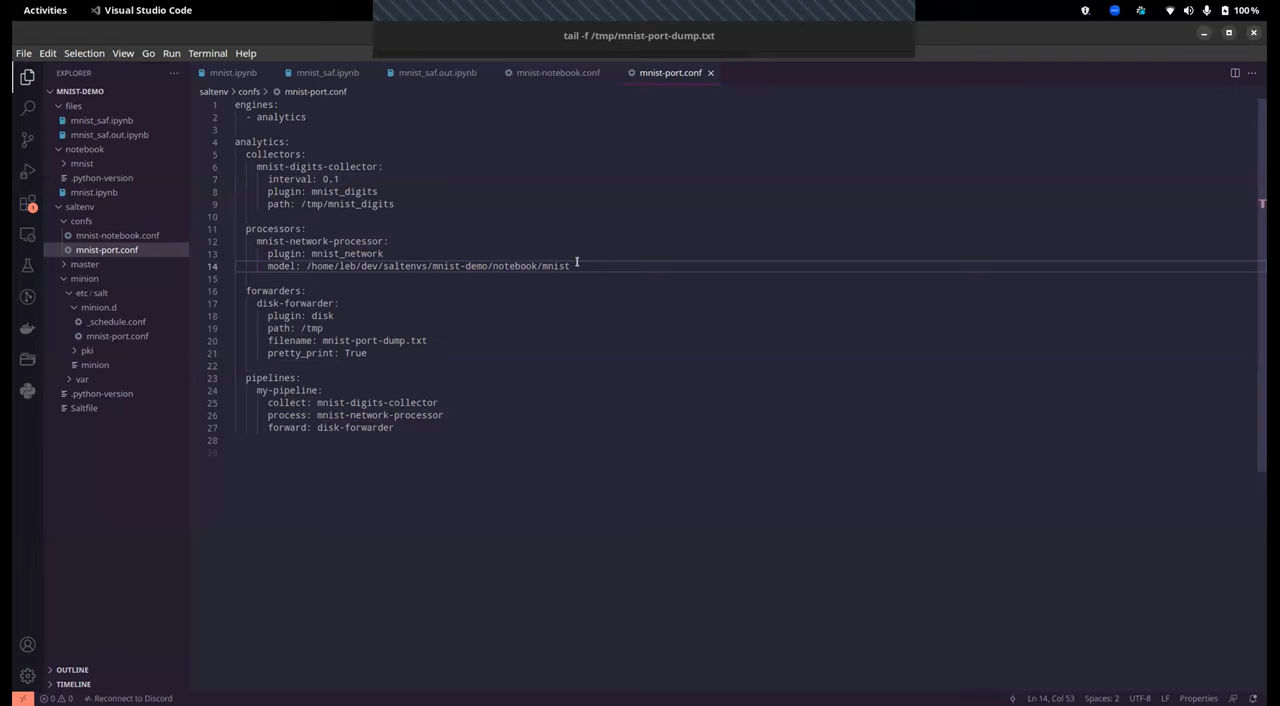 Activities
Visual Studio Code
100 %
tail -f /tmp/mnist-port-dump.txt
File Edit Selection View Go Run Terminal Help
EXPLORER
mnist.ipynb
mnist_saf.ipynb
mnist_saf.out.ipynb
mnist-notebook.conf
mnist-port.conf
MNIST-DEMO
files
mnist_saf.ipynb
mnist_saf.out.ipynb
notebook
mnist
.python-version
mnist.ipynb
saltenv
confs
mnist-notebook.conf
mnist-port.conf
master
minion
etc / salt
minion.d
_schedule.conf
mnist-port.conf
pki
minion
var
.python-version
Saltfile
OUTLINE
TIMELINE
1
saltenv > confs > mnist-port.conf
1 engines:
2 - analytics
3
4 analytics:
5 collectors:
6 mnist-digits-collector:
7 interval: 0.1
8 plugin: mnist_digits
9 path: /tmp/mnist_digits
10
11 processors:
12 mnist-network-processor:
13 plugin: mnist_network
14 model: /home/leb/dev/saltenvs/mnist-demo/notebook/mnist
15
16 forwarders:
17 disk-forwarder:
18 plugin: disk
19 path: /tmp
20 filename: mnist-port-dump.txt
21 pretty_print: True
22
23 pipelines:
24 my-pipeline:
25 collect: mnist-digits-collector
26 process: mnist-network-processor
27 forward: disk-forwarder
28
29
0 0 Reconnect to Discord
Ln 14, Col 53 Spaces: 2 UTF-8 LF Properties